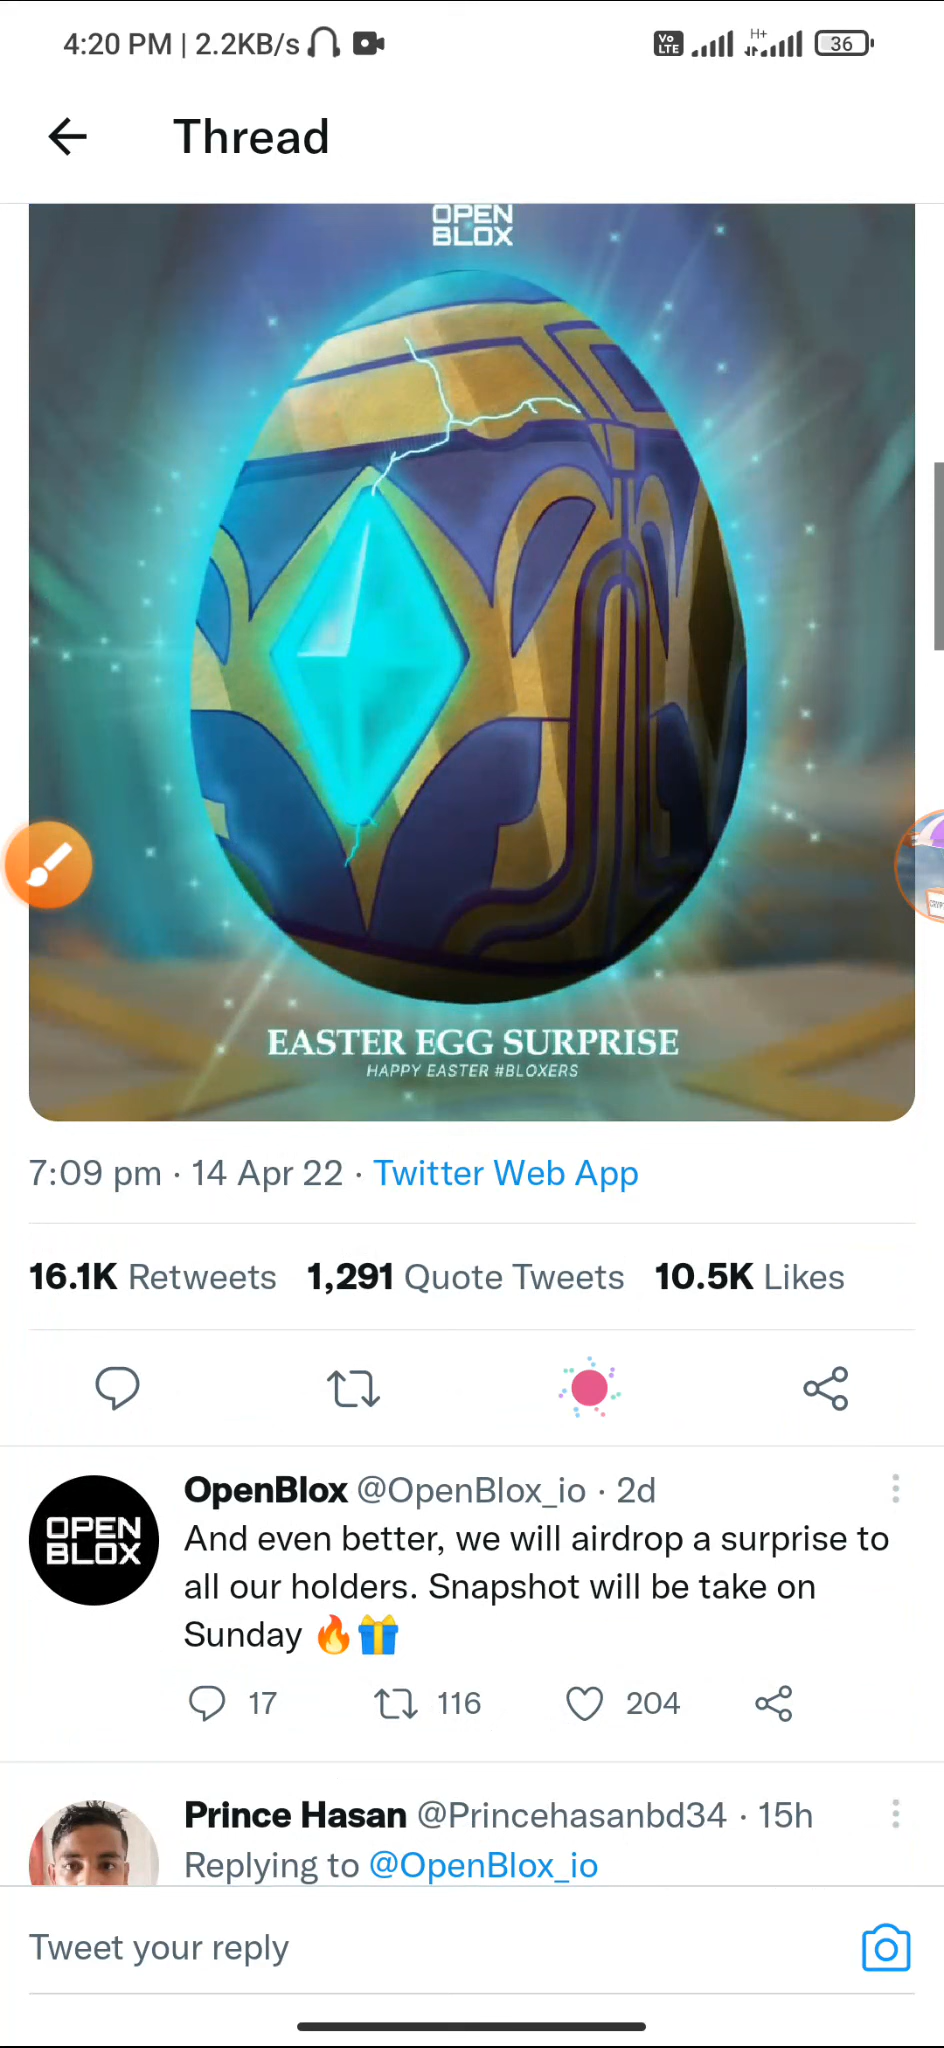 4:20 PM | 2.2KB/s
Vo LTE H+ 36
Thread
OPEN
BLOX
EASTER EGG SURPRISE
HAPPY EASTER #BLOXERS
7:09 pm · 14 Apr 22 · Twitter Web App
16.1K Retweets 1,291 Quote Tweets 10.5K Likes
OPEN
BLOX
OpenBlox @OpenBlox_io · 2d
And even better, we will airdrop a surprise to
all our holders. Snapshot will be take on
Sunday 🔥🎁
17 116 204
Prince Hasan @Princehasanbd34 · 15h
Replying to @OpenBlox_io
Tweet your reply